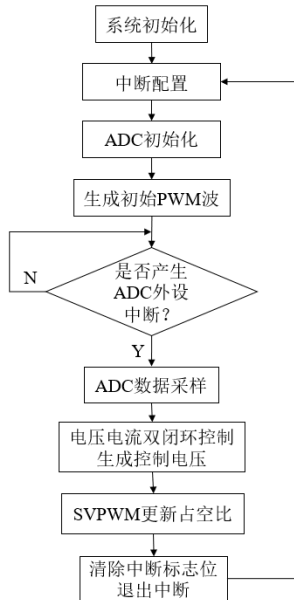 系统初始化
中断配置
ADC初始化
生成初始PWM波
是否产生
ADC外设
中断？
N
Y
ADC数据采样
电压电流双闭环控制
生成控制电压
SVPWM更新占空比
清除中断标志位
退出中断